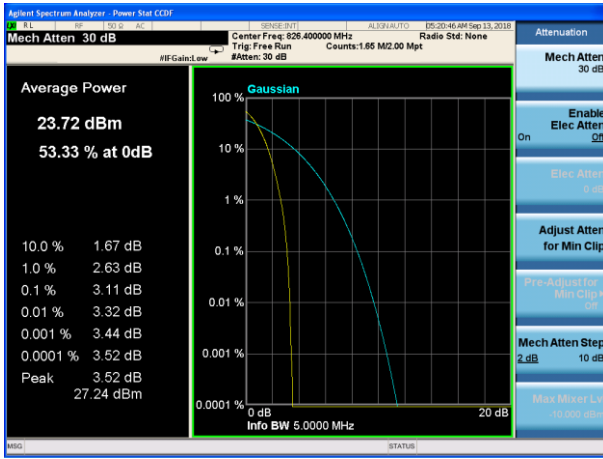 Agilent Spectrum Analyzer - Power Stat CCDF
RL RF 50 Ω AC SENSE:INT ALIGNAUTO 05:20:46 AM Sep 13, 2018
Mech Atten 30 dB
Center Freq: 826.400000 MHz Radio Std: None
Trig: Free Run Counts:1.65 M/2.00 Mpt
#IFGain:Low #Atten: 30 dB
Attenuation
Mech Atten
30 dB
Enable
Elec Atten
On Off
Elec Atten
0 dB
Adjust Atten
for Min Clip
Pre-Adjust for
Min Clip
Off
Mech Atten Step
2 dB 10 dB
Max Mixer Lvl
-10.000 dBm
Average Power
23.72 dBm
53.33 % at 0dB
10.0 % 1.67 dB
1.0 % 2.63 dB
0.1 % 3.11 dB
0.01 % 3.32 dB
0.001 % 3.44 dB
0.0001 % 3.52 dB
Peak 3.52 dB
27.24 dBm
Gaussian
100 %
10 %
1 %
0.1 %
0.01 %
0.001 %
0.0001 %
0 dB 20 dB
Info BW 5.0000 MHz
MSG STATUS